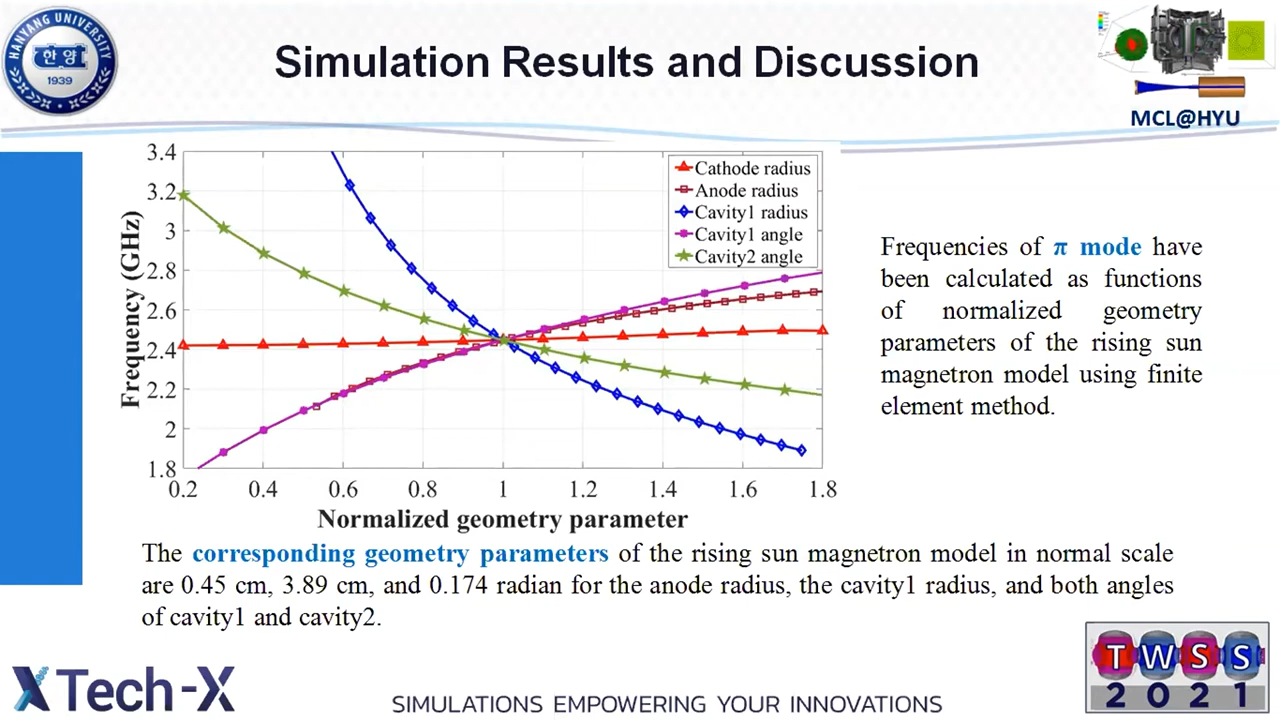 HANYANG UNIVERSITY
한양
1939
Simulation Results and Discussion
MCL@HYU
3.4
3.2
3
2.8
2.6
2.4
2.2
2
1.8
Frequency (GHz)
Cathode radius
Anode radius
Cavity1 radius
Cavity1 angle
Cavity2 angle
0.2 0.4 0.6 0.8 1 1.2 1.4 1.6 1.8
Normalized geometry parameter
Frequencies of π mode have
been calculated as functions
of normalized geometry
parameters of the rising sun
magnetron model using finite
element method.
The corresponding geometry parameters of the rising sun magnetron model in normal scale
are 0.45 cm, 3.89 cm, and 0.174 radian for the anode radius, the cavity1 radius, and both angles
of cavity1 and cavity2.
Tech-X
SIMULATIONS EMPOWERING YOUR INNOVATIONS
TWSS
2021